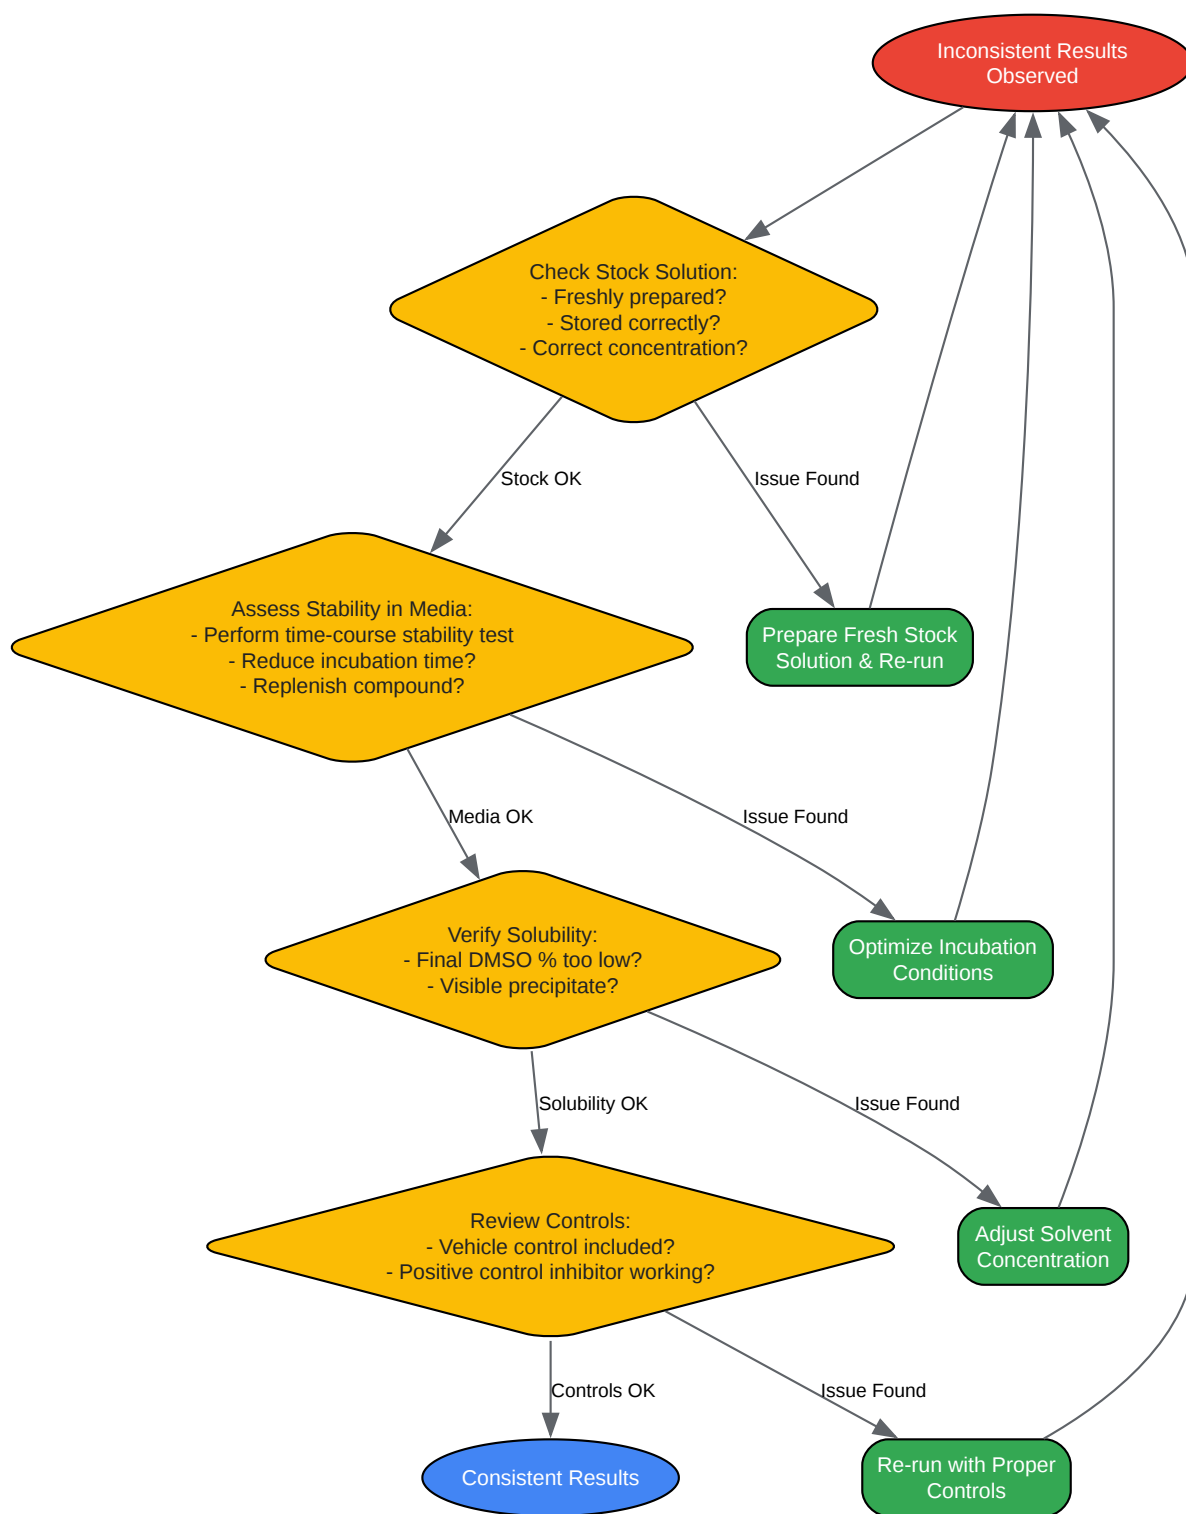 Inconsistent Results
Observed
Check Stock Solution:
- Freshly prepared?
- Stored correctly?
- Correct concentration?
Stock OK
Issue Found
Assess Stability in Media:
- Perform time-course stability test
- Reduce incubation time?
- Replenish compound?
Prepare Fresh Stock
Solution & Re-run
Media OK
Issue Found
Verify Solubility:
- Final DMSO % too low?
- Visible precipitate?
Optimize Incubation
Conditions
Solubility OK
Issue Found
Review Controls:
- Vehicle control included?
- Positive control inhibitor working?
Adjust Solvent
Concentration
Controls OK
Issue Found
Consistent Results
Re-run with Proper
Controls